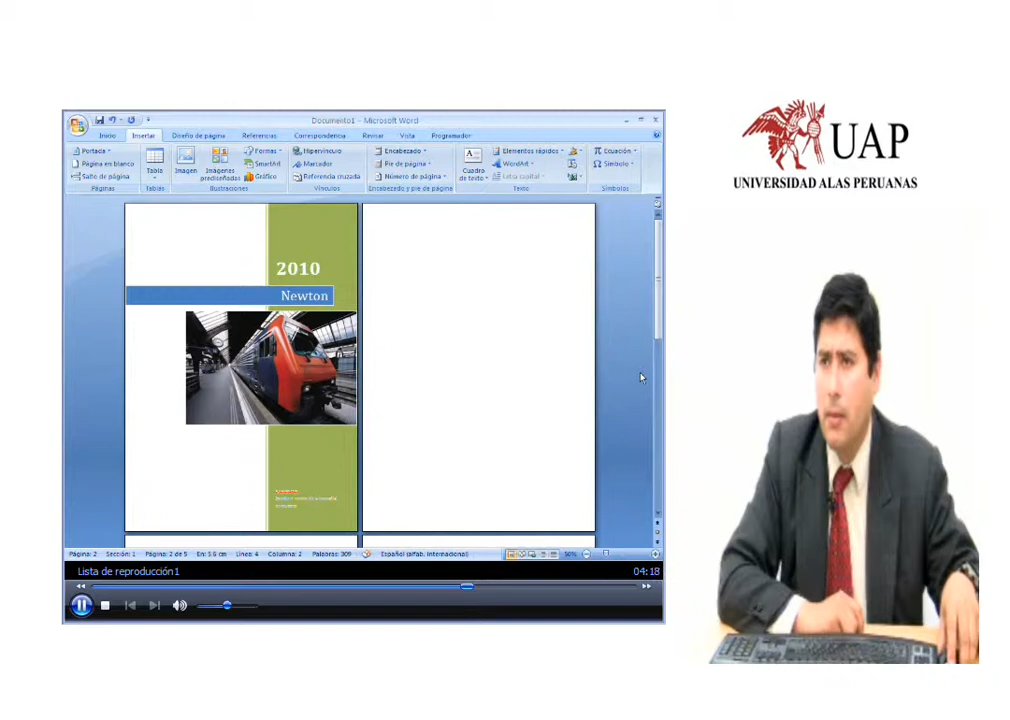 Documento1 - Microsoft Word
Inicio Insertar Diseño de página Referencias Correspondencia Revisar Vista Programador
Portada Formas Hipervínculo Encabezado Elementos rápidos Ecuación
Página en blanco SmartArt Marcador Pie de página WordArt Símbolo
Salto de página Tabla Imagen Imágenes prediseñadas Gráfico Referencia cruzada Número de página Cuadro de texto Letra capital
Páginas Tablas Ilustraciones Vínculos Encabezado y pie de página Texto Símbolos
2010
Newton
Página: 2 Sección: 1 Página: 2 de 5 En: 5.6 cm Línea: 4 Columna: 2 Palabras: 309 Español (alfab. internacional) 50%
Lista de reproducción1 04:18
UAP
UNIVERSIDAD ALAS PERUANAS